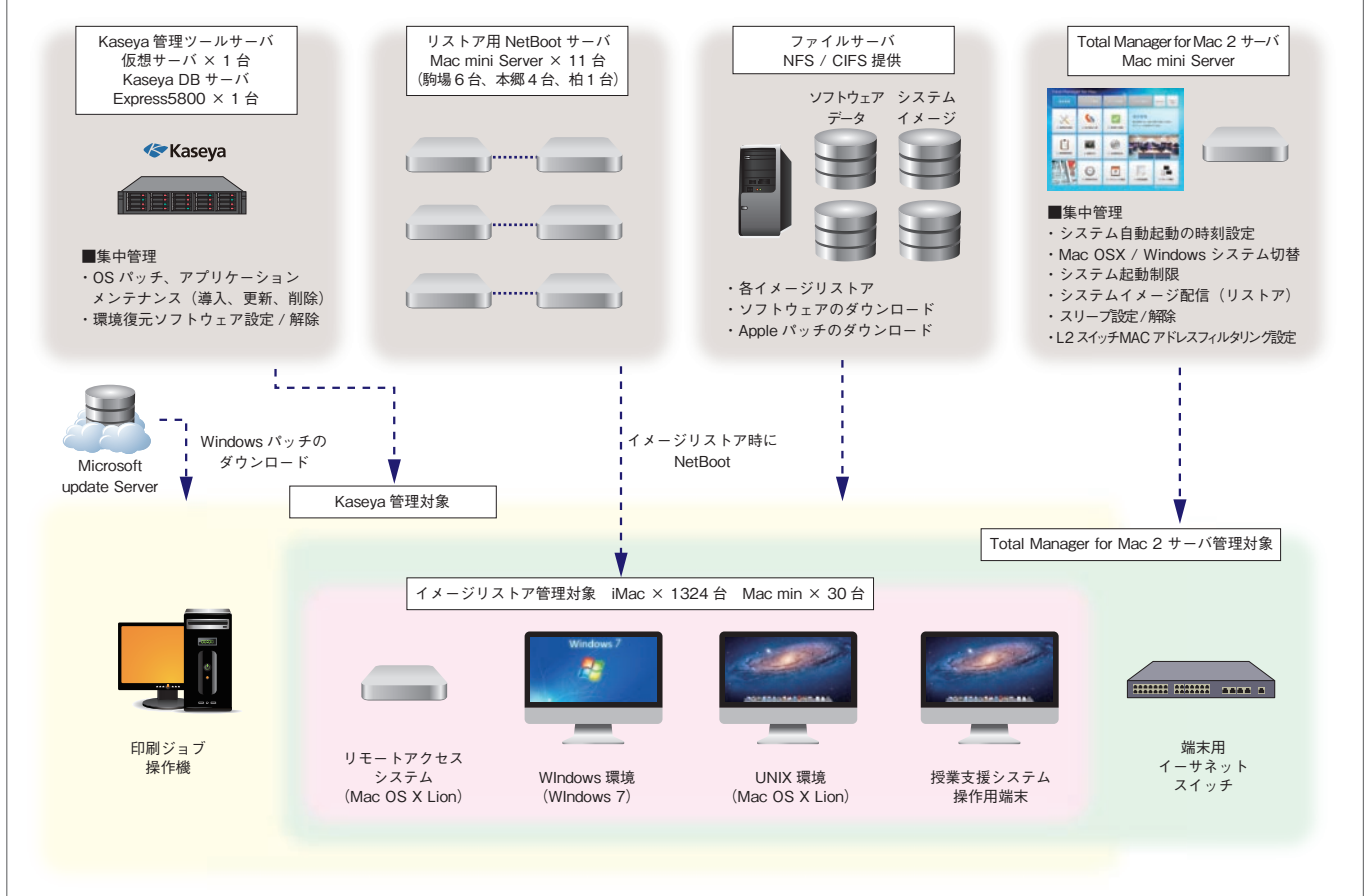 Kaseya 管理ツールサーバ
仮想サーバ × 1 台
Kaseya DB サーバ
Express5800 × 1 台
Kaseya
■集中管理
・OS パッチ、アプリケーション
メンテナンス（導入、更新、削除）
・環境復元ソフトウェア設定 / 解除
リストア用 NetBoot サーバ
Mac mini Server × 11 台
（駒場 6 台、本郷 4 台、柏 1 台）
ファイルサーバ
NFS / CIFS 提供
ソフトウェア
データ
システム
イメージ
・各イメージリストア
・ソフトウェアのダウンロード
・Apple パッチのダウンロード
Total Manager for Mac 2 サーバ
Mac mini Server
■集中管理
・システム自動起動の時刻設定
・Mac OSX / Windows システム切替
・システム起動制限
・システムイメージ配信（リストア）
・スリープ設定/解除
・L2 スイッチMAC アドレスフィルタリング設定
Microsoft
update Server
Windows パッチの
ダウンロード
イメージリストア時に
NetBoot
Kaseya 管理対象
Total Manager for Mac 2 サーバ管理対象
イメージリストア管理対象　iMac × 1324 台　Mac min × 30 台
印刷ジョブ
操作機
リモートアクセス
システム
（Mac OS X Lion）
Windows 7
WIndows 環境
（WIndows 7）
UNIX 環境
（Mac OS X Lion）
授業支援システム
操作用端末
端末用
イーサネット
スイッチ